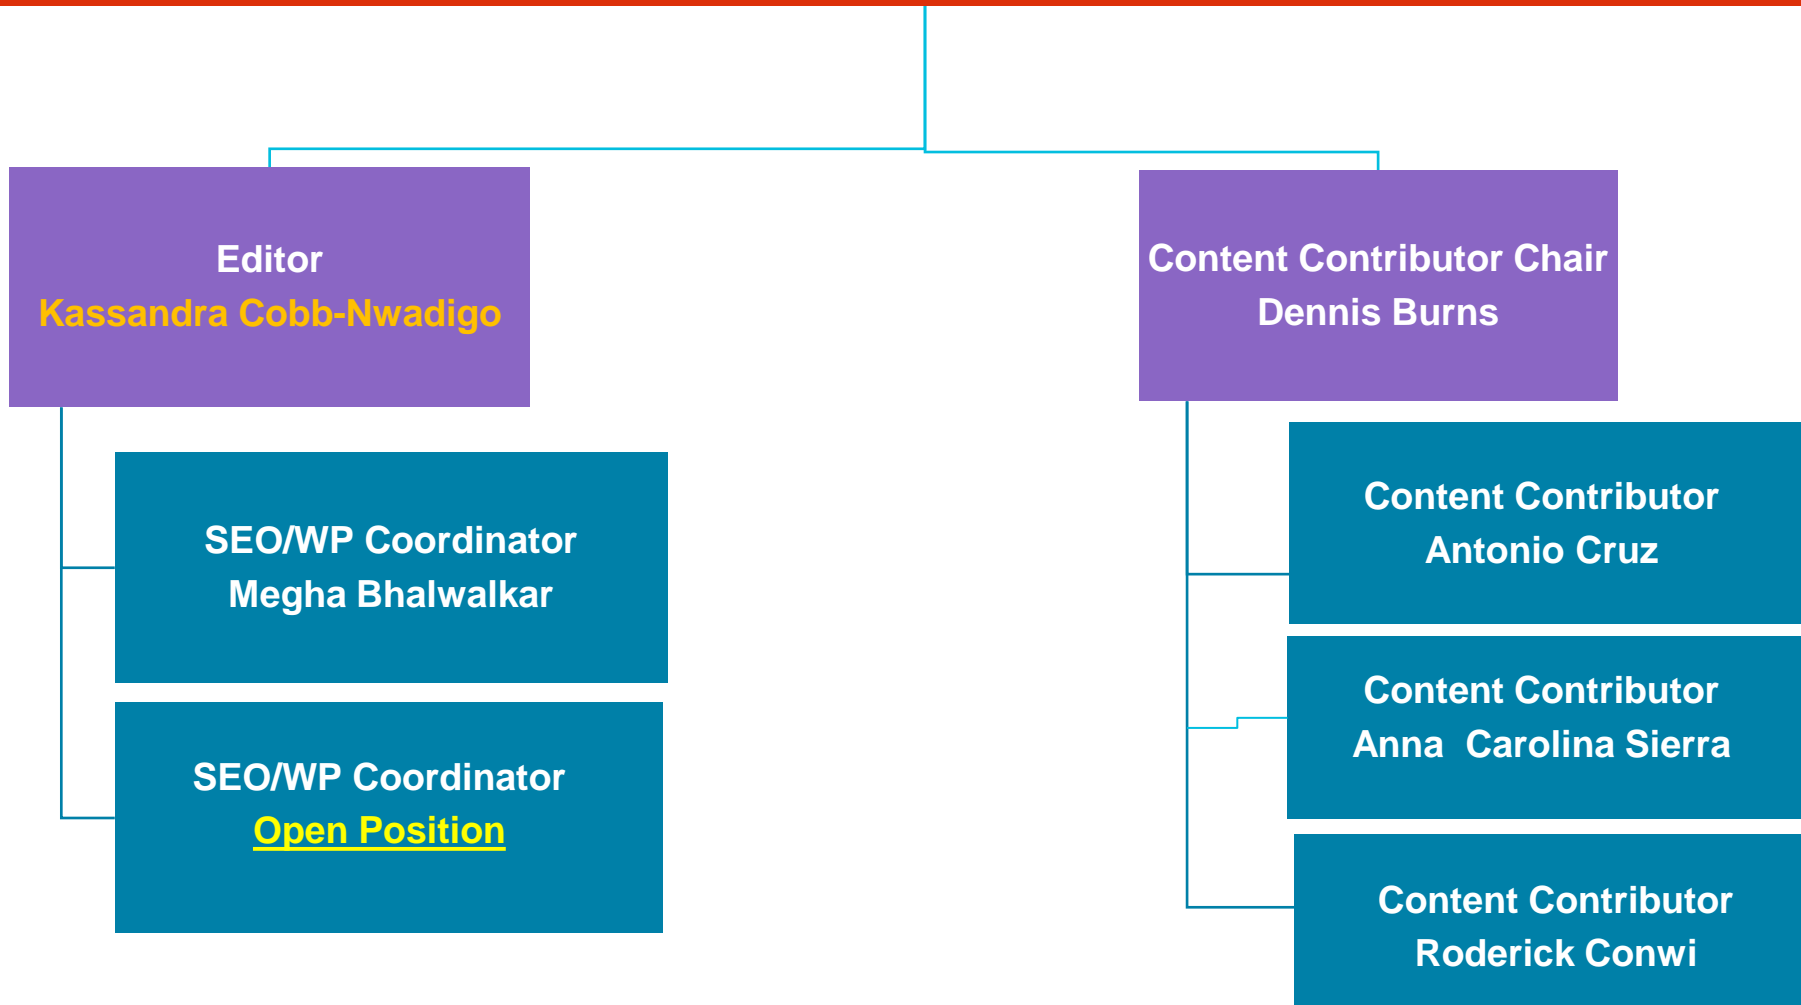 Editor
Kassandra Cobb-Nwadigo
Content Contributor Chair
Dennis Burns
SEO/WP Coordinator
Megha Bhalwalkar
SEO/WP Coordinator
Open Position
Content Contributor
Antonio Cruz
Content Contributor
Anna  Carolina Sierra
Content Contributor
Roderick Conwi